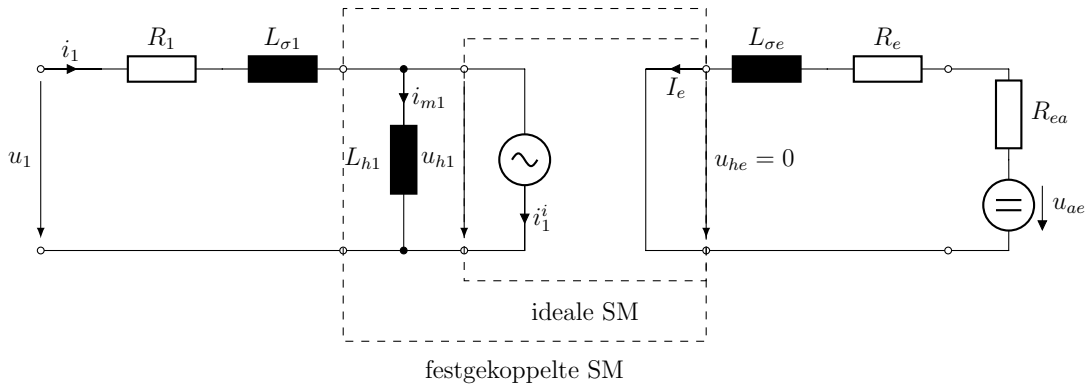 i_1
R_1
L_{σ1}
L_{σe}
R_e
I_e
i_{m1}
R_{ea}
u_1
L_{h1}
u_{h1}
u_{he} = 0
i_1^i
u_{ae}
ideale SM
festgekoppelte SM